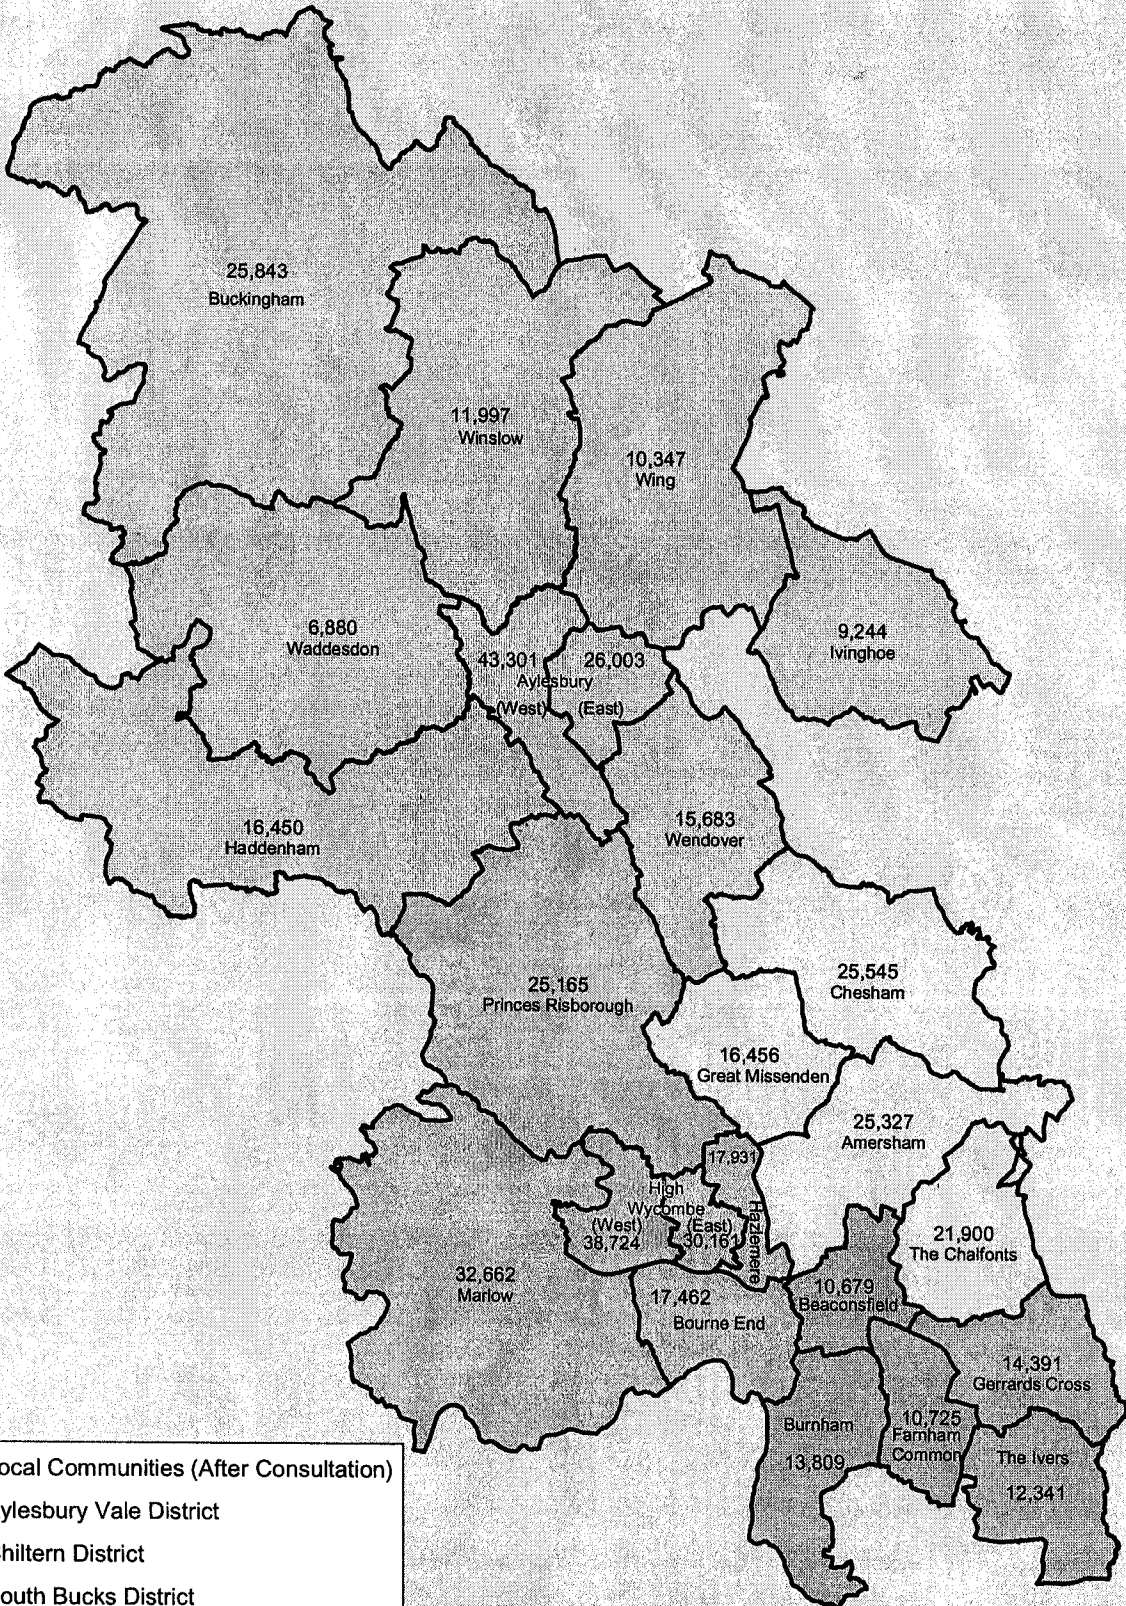 25,843
Buckingham
11,997
Winslow
10,347
Wing
6,880
Waddesdon
9,244
Ivinghoe
43,301
26,003
Aylesbury
(West)
(East)
16,450
Haddenham
15,683
Wendover
25,165
Princes Risborough
25,545
Chesham
16,456
Great Missenden
25,327
Amersham
17,931
Hazlemere
High
Wycombe
(West)
(East)
38,724
30,161
21,900
The Chalfonts
32,662
Marlow
17,462
Bourne End
10,679
Beaconsfield
14,391
Gerrards Cross
Burnham
13,809
10,725
Farnham
Common
The Ivers
12,341
ocal Communities (After Consultation)
ylesbury Vale District
hiltern District
outh Bucks District